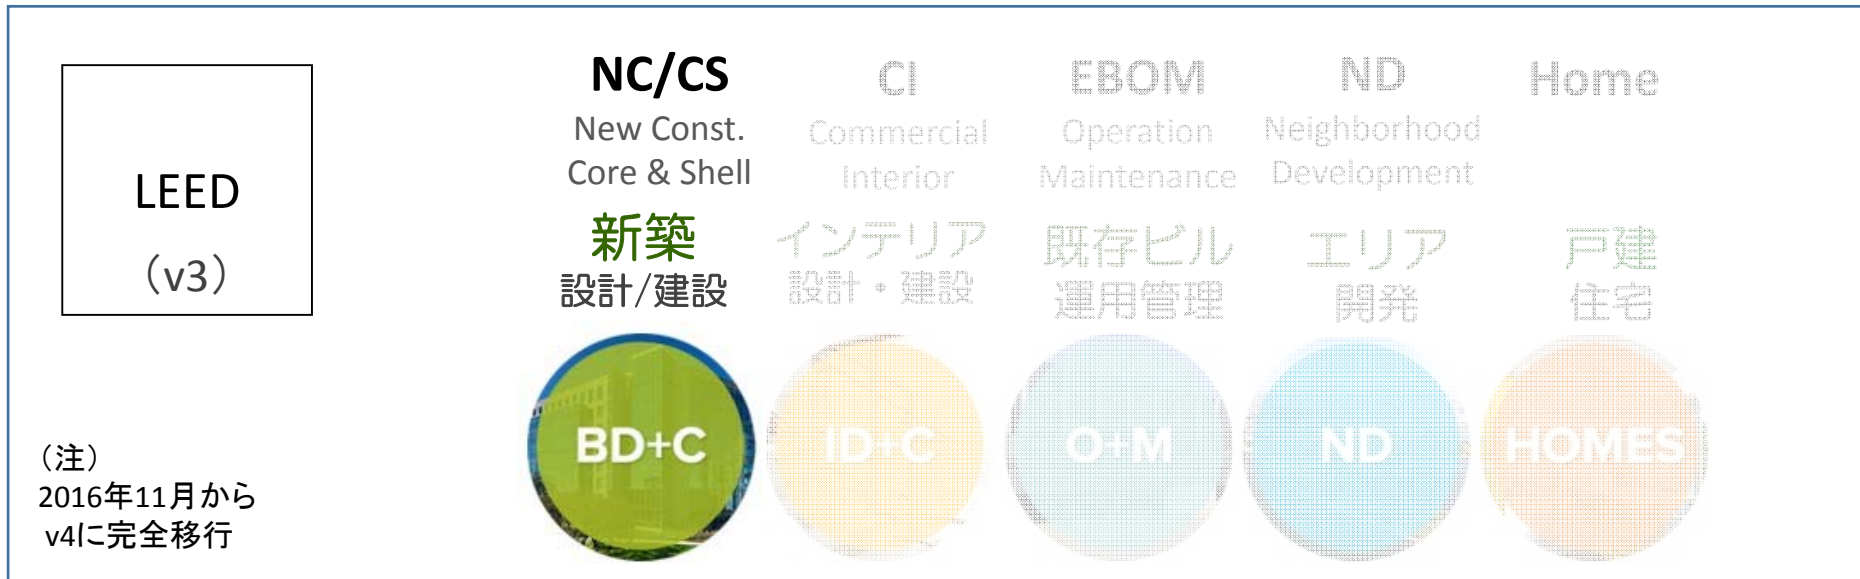 LEED
（v3）
（注）
2016年11月から
v4に完全移行
NC/CS
New Const.
Core & Shell
新築
設計/建設
BD+C
CI
Commercial
Interior
インテリア
設計・建設
ID+C
EBOM
Operation
Maintenance
既存ビル
運用管理
O+M
ND
Neighborhood
Development
エリア
開発
ND
Home
戸建
住宅
HOMES